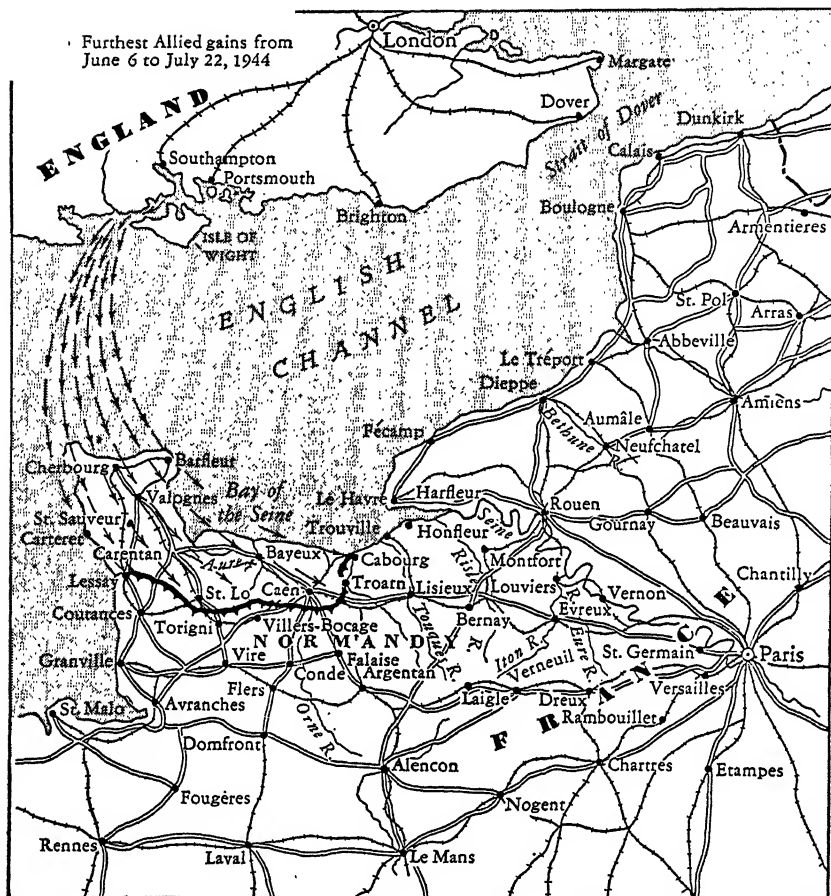 Furthest Allied gains from
June 6 to July 22, 1944
London
Margate
ENGLAND
Dover
Strait of Dover
Dunkirk
Calais
Southampton
Portsmouth
Brighton
Boulogne
Armentieres
ISLE OF
WIGHT
ENGLISH
CHANNEL
St. Pol
Arras
Abbeville
Le Tréport
Dieppe
Amiens
Aumâle
Bethune
Neufchatel
Fécamp
Cherbourg
Barfleur
Valognes
Bay of
the Seine
Le Havre
Harfleur
Rouen
Gournay
Beauvais
St. Sauveur
Carteret
Trouville
Honfleur
Seine
Carentan
Bayeux
Cabourg
Montfort
Chantilly
Lessay
Caen
Troarn
Lisieux
Risle
R.
Louviers
Vernon
St. Lo
Coutances
Torigni
Villers-Bocage
Bernay
Evreux
NORMANDY
Touques R.
Iton R.
Eure R.
St. Germain
Paris
Granville
Vire
Conde
Falaise
Argentan
Verneuil
Versailles
Flers
Laigle
Dreux
Rambouillet
St. Malo
Avranches
Orne R.
FRANCE
Domfront
Alencon
Chartres
Etampes
Fougères
Nogent
Rennes
Laval
Le Mans